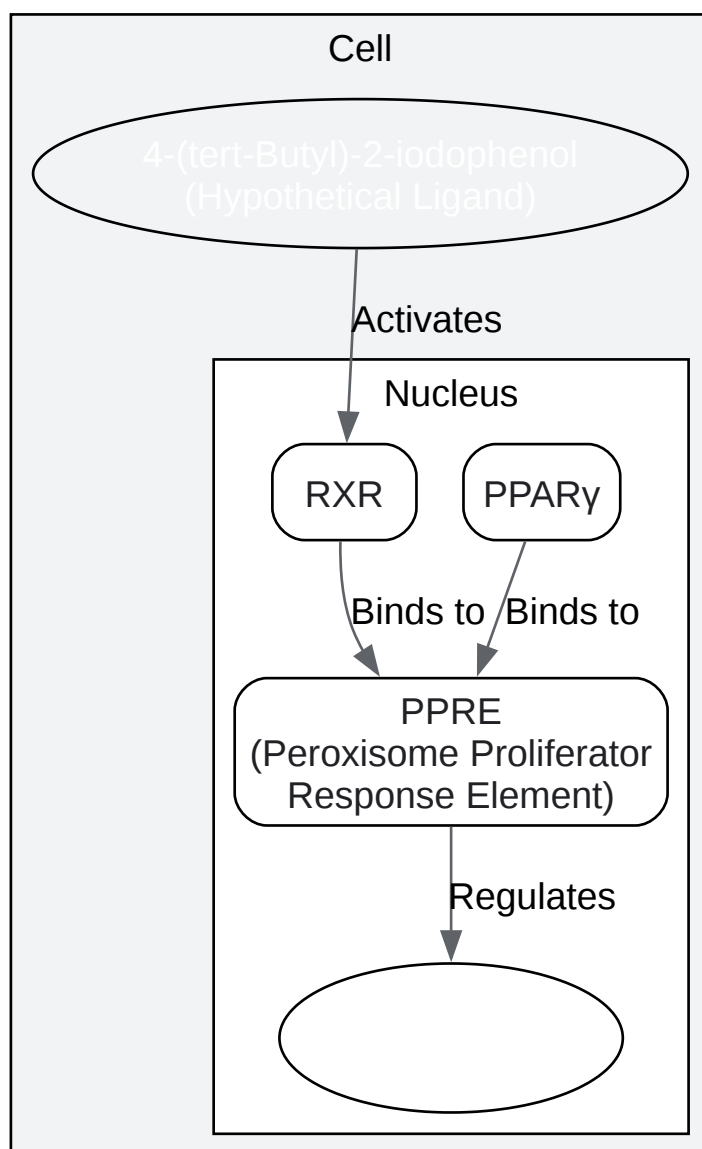 Cell
4-(tert-Butyl)-2-iodophenol
(Hypothetical Ligand)
Activates
Nucleus
RXR
PPARγ
Binds to
Binds to
PPRE
(Peroxisome Proliferator
Response Element)
Regulates